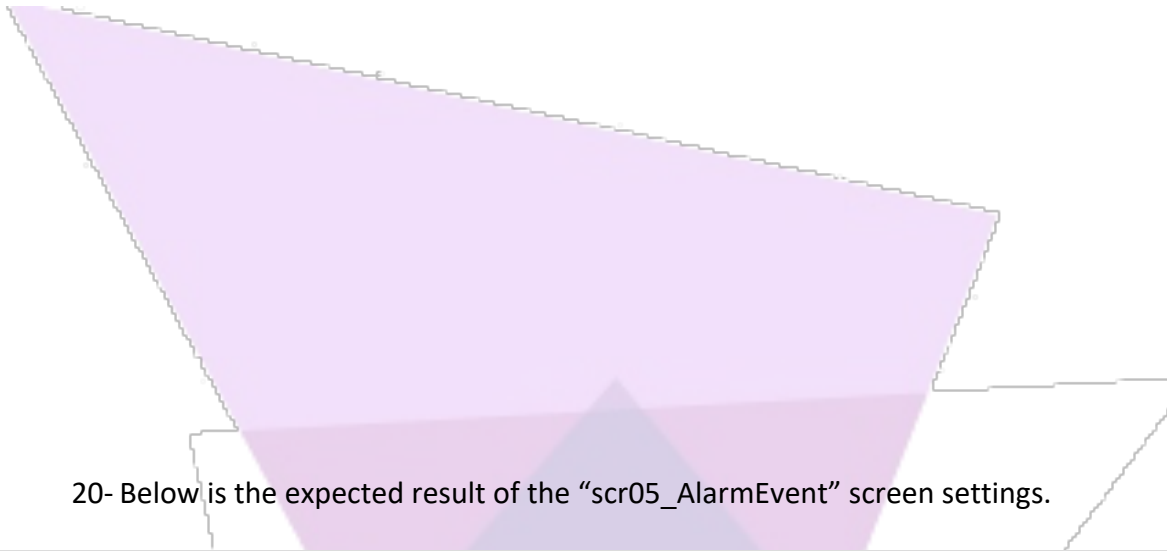 20- Below is the expected result of the “scr05_AlarmEvent” screen settings.